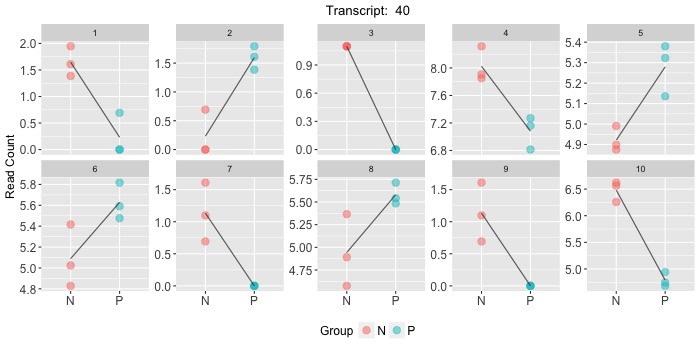 Transcript: 40
1 2 3 4 5
2.0 1.5 1.0 0.5 0.0
2.0 1.5 1.0 0.5 0.0
0.9 0.6 0.3 0.0
8.0 7.6 7.2 6.8
5.4 5.3 5.2 5.1 5.0 4.9
Read Count
6 7 8 9 10
5.8 5.6 5.4 5.2 5.0 4.8
1.5 1.0 0.5 0.0
5.75 5.50 5.25 5.00 4.75
1.5 1.0 0.5 0.0
6.5 6.0 5.5 5.0
N P N P N P N P N P
Group N P